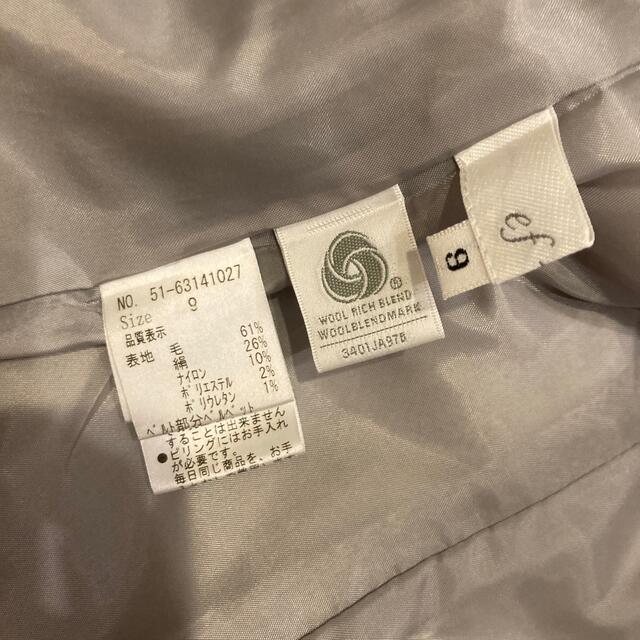 NO. 51-63141027
Size 9
品質表示
表地 毛 61%
絹 26%
ナイロン 10%
ポリエステル 2%
ポリウレタン 1%
ベルト部分ベルベット
することは出来ません
●ピリングにはお手入れ
が必要です。
毎日同じ商品を、お手
WOOL RICH BLEND
WOOLBLENDMARK
3401JA976
9
ef